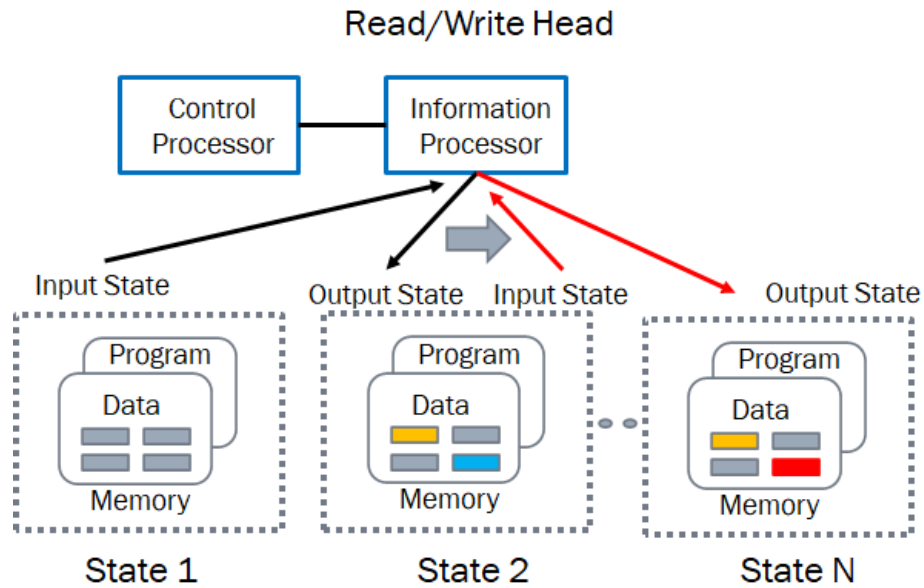 Read/Write Head
Control
Processor
Information
Processor
Input State
Output State
Input State
Output State
Program
Data
Memory
Program
Data
Memory
Program
Data
Memory
State 1
State 2
State N